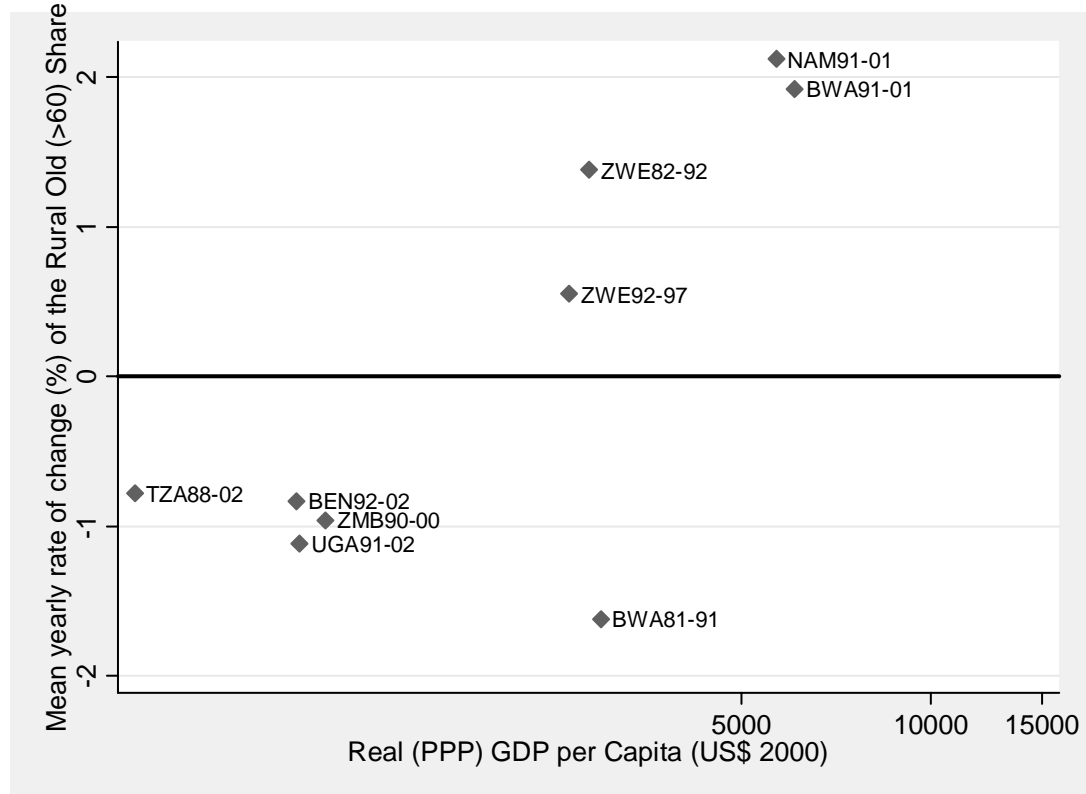 Mean yearly rate of change (%) of the Rural Old (>60) Share
2
1
0
-1
-2
NAM91-01
BWA91-01
ZWE82-92
ZWE92-97
TZA88-02
BEN92-02
ZMB90-00
UGA91-02
BWA81-91
5000 10000 15000
Real (PPP) GDP per Capita (US$ 2000)